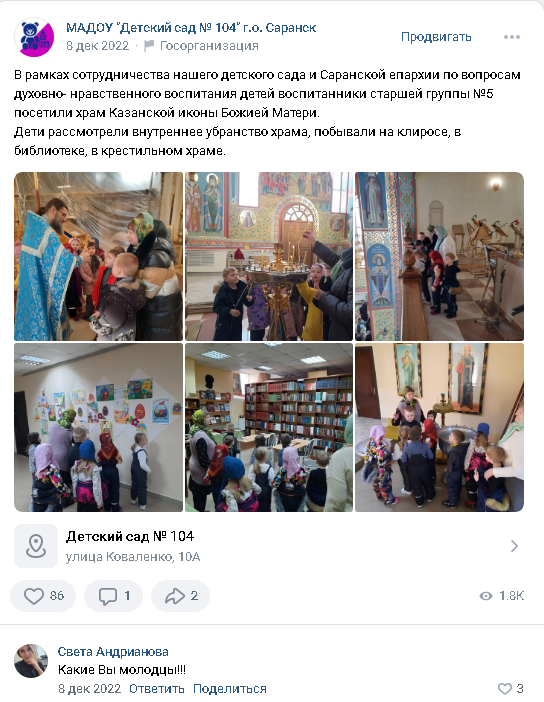 МАДОУ "Детский сад № 104" г.о. Саранск
8 дек 2022 · Госорганизация
Продвигать
В рамках сотрудничества нашего детского сада и Саранской епархии по вопросам
духовно- нравственного воспитания детей воспитанники старшей группы №5
посетили храм Казанской иконы Божией Матери.
Дети рассмотрели внутреннее убранство храма, побывали на клиросе, в
библиотеке, в крестильном храме.
Детский сад № 104
улица Коваленко, 10А
86
1
2
1.8K
Света Андрианова
Какие Вы молодцы!!!
8 дек 2022 Ответить Поделиться
3